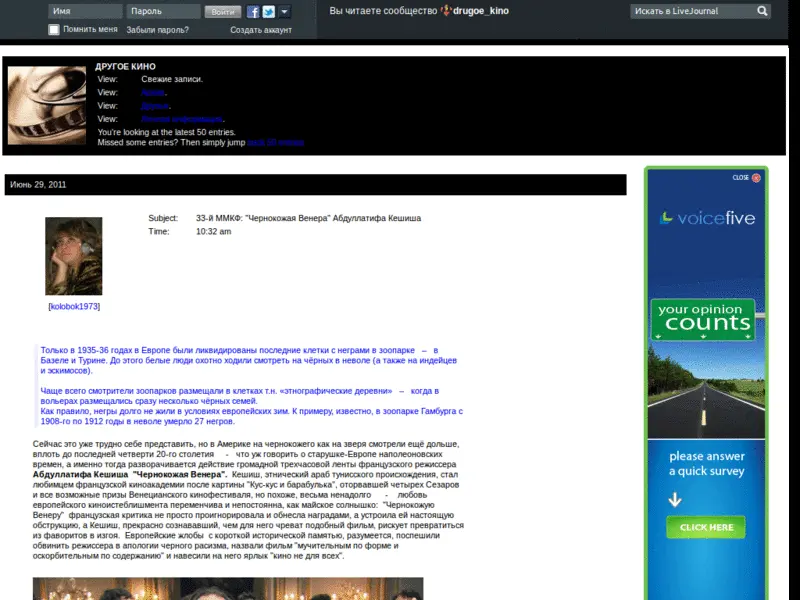 Имя
Пароль
Войти
Вы читаете сообщество drugoe_kino
Искать в LiveJournal
Помнить меня
Забыли пароль?
Создать аккаунт
ДРУГОЕ КИНО
View: Свежие записи.
View:
View:
View:
You're looking at the latest 50 entries.
Missed some entries? Then simply jump
Июнь 29, 2011
Subject: 33-й ММКФ: "Чернокожая Венера" Абдуллатифа Кешиша
Time: 10:32 am
[kolobok1973]
Только в 1935-36 годах в Европе были ликвидированы последние клетки с неграми в зоопарке – в
Базеле и Турине. До этого белые люди охотно ходили смотреть на чёрных в неволе (а также на индейцев
и эскимосов).
Чаще всего смотрители зоопарков размещали в клетках т.н. «этнографические деревни» – когда в
вольерах размещались сразу несколько чёрных семей.
Как правило, негры долго не жили в условиях европейских зим. К примеру, известно, в зоопарке Гамбурга с
1908-го по 1912 годы в неволе умерло 27 негров.
Сейчас это уже трудно себе представить, но в Америке на чернокожего как на зверя смотрели ещё дольше,
вплоть до последней четверти 20-го столетия - что уж говорить о старушке-Европе наполеоновских
времен, а именно тогда разворачивается действие громадной трехчасовой ленты французского режиссера
Абдуллатифа Кешиша "Чернокожая Венера". Кешиш, этнический араб тунисского происхождения, стал
любимцем французской киноакадемии после картины "Кус-кус и барабулька", оторвавшей четырех Сезаров
и все возможные призы Венецианского кинофестиваля, но похоже, весьма ненадолго - любовь
европейского киноистеблишмента переменчива и непостоянна, как майское солнышко: "Чернокожую
Венеру" французская критика не просто проигнорировала и обнесла наградами, а устроила ей настоящую
обструкцию, а Кешиш, прекрасно сознававший, чем для него чреват подобный фильм, рискует превратиться
из фаворитов в изгоя. Европейские жлобы с короткой исторической памятью, разумеется, поспешили
обвинить режиссера в апологии черного расизма, назвали фильм "мучительным по форме и
оскорбительным по содержанию" и навесили на него ярлык "кино не для всех".
CLOSE
voicefive
your opinion
counts
please answer
a quick survey
CLICK HERE